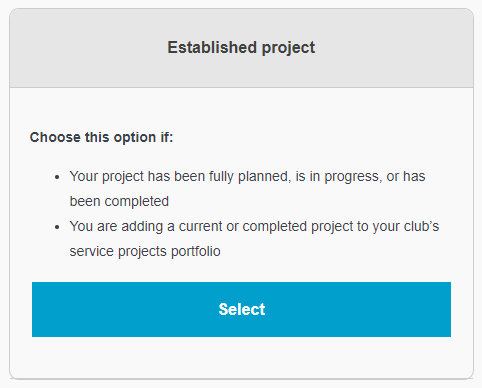 Established project
Choose this option if:
• Your project has been fully planned, is in progress, or has
been completed
• You are adding a current or completed project to your club’s
service projects portfolio
Select